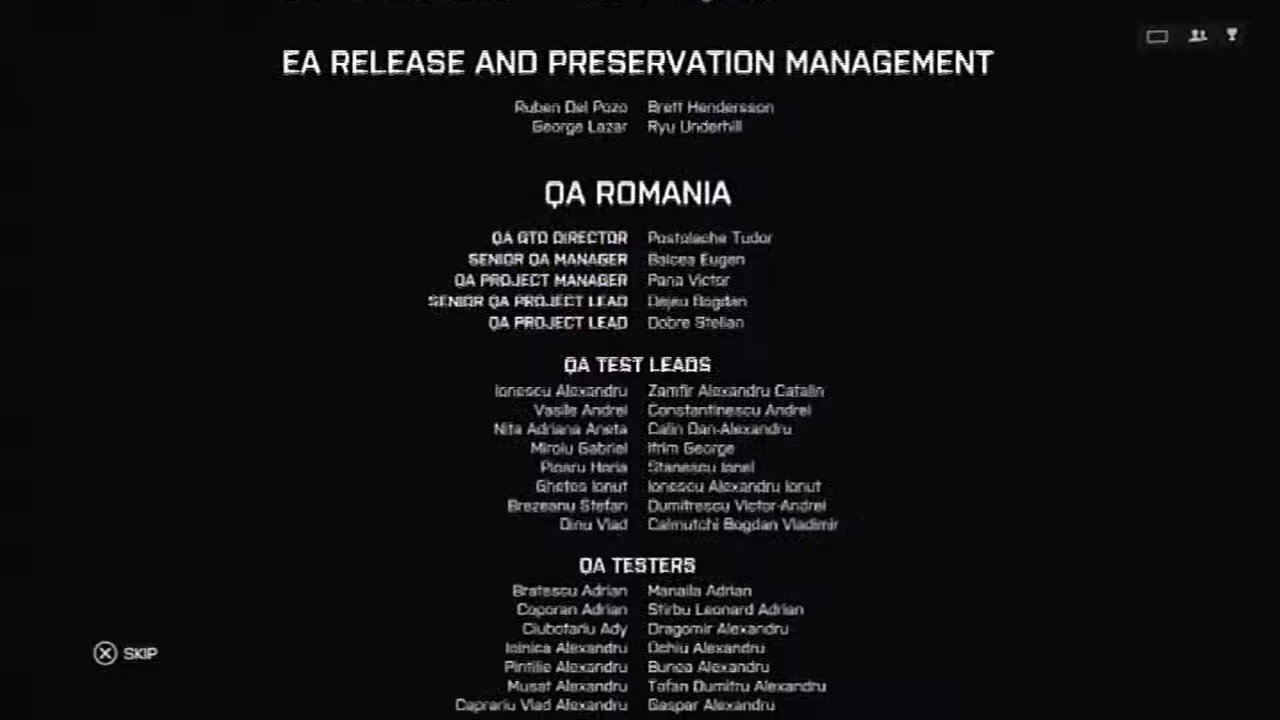 EA RELEASE AND PRESERVATION MANAGEMENT
Ruben Del Pozo Brett Hendersson
George Lazar Ryu Underhill
QA ROMANIA
QA GTO DIRECTOR Postolache Tudor
SENIOR QA MANAGER Balcea Eugen
QA PROJECT MANAGER Pana Victor
SENIOR QA PROJECT LEAD Dejeu Bogdan
QA PROJECT LEAD Dobre Stelian
QA TEST LEADS
Ionescu Alexandru Zamfir Alexandru Catalin
Vasile Andrei Constantinescu Andrei
Nita Adriana Aneta Calin Dan-Alexandru
Miroiu Gabriel Ifrim George
Horia Stanescu Ionel
Ionut Ionescu Alexandru Ionut
Brezeanu Stefan Dumitrescu Victor-Andrei
Dinu Vlad Calmutchi Bogdan Vladimir
QA TESTERS
Bratescu Adrian Manaila Adrian
Coporan Adrian Stirbu Leonard Adrian
Ciubotariu Ady Dragomir Alexandru
Alexandru Ochiu Alexandru
Pintilie Alexandru Bunea Alexandru
Musat Alexandru Tofan Dumitru Alexandru
Caprariu Vlad Alexandru Gaspar Alexandru
SKIP